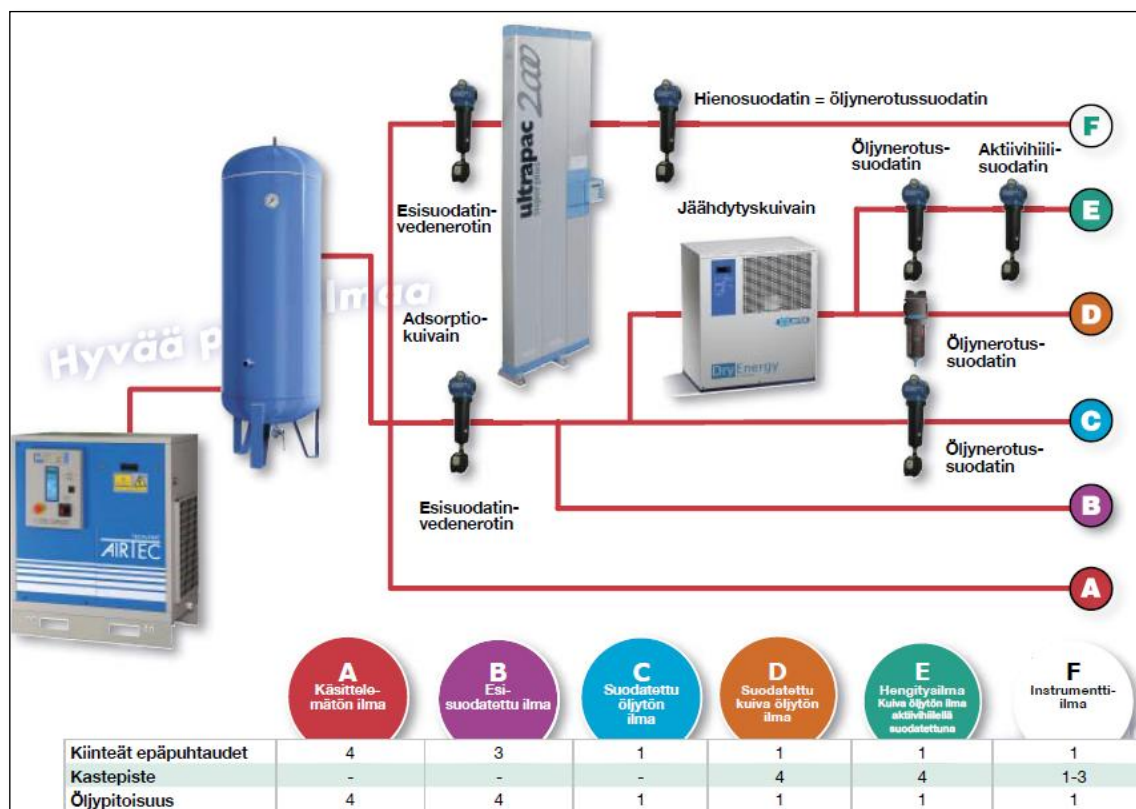 Hienosuodatin = öljynerotussuodatin
F
ultrapac 2000
superplus
Esisuodatin-
vedenerotin
Öljynerotus-
suodatin
Aktiivihiili-
suodatin
E
Jäähdytyskuivain
Adsorptio-
kuivain
Hyvää p
lmaa
DryEnergy
D
Öljynerotus-
suodatin
C
Öljynerotus-
suodatin
Esisuodatin-
vedenerotin
B
AIRTEC
A
A
Käsittele-
mätön ilma
B
Esi-
suodatettu ilma
C
Suodatettu
öljytön
ilma
D
Suodatettu
kuiva öljytön
ilma
E
Hengitysilma
Kuiva öljytön ilma
aktiivihiilellä
suodatettuna
F
Instrumentti-
ilma
Kiinteät epäpuhtaudet 4 3 1 1 1 1
Kastepiste - - - 4 4 1-3
Öljypitoisuus 4 4 1 1 1 1